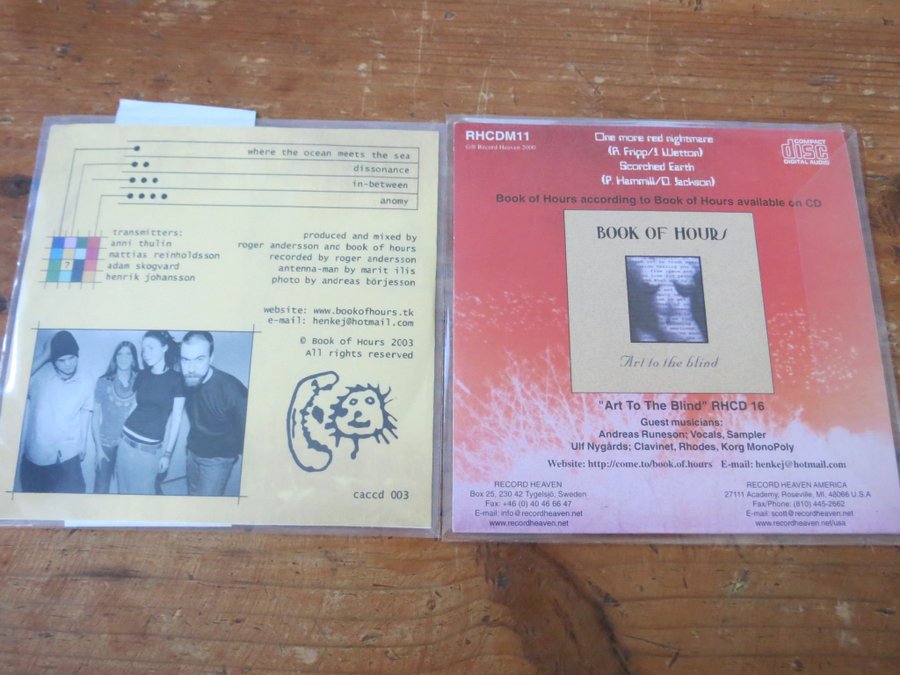 where the ocean meets the sea
dissonance
in-between
anomy
transmitters:
anni thulin
mattias reinholdsson
adam skogvard
henrik johansson
?
produced and mixed by
roger andersson and book of hours
recorded by roger andersson
antenna-man by marit ilis
photo by andreas börjesson
website: www.bookofhours.tk
e-mail: henkej@hotmail.com
© Book of Hours 2003
All rights reserved
caccd 003
RHCDM11
©® Record Heaven 2000
One more red nightmare
(R. Fripp/J. Wetton)
Scorched Earth
(P. Hammill/D. Jackson)
COMPACT
disc
DIGITAL AUDIO
Book of Hours according to Book of Hours available on CD
BOOK OF HOURS
Art to the blind
"Art To The Blind" RHCD 16
Guest musicians:
Andreas Runeson; Vocals, Sampler
Ulf Nygårds; Clavinet, Rhodes, Korg MonoPoly
Website: http://come.to/book.of.hours E-mail: henkej@hotmail.com
RECORD HEAVEN
Box 25, 230 42 Tygelsjö, Sweden
Fax: +46 (0) 40 46 66 47
E-mail: info@recordheaven.net
www.recordheaven.net
RECORD HEAVEN AMERICA
27111 Academy, Roseville, MI, 48066 U.S.A
Fax/Phone: (810) 445-2662
E-mail: scott@recordheaven.net
www.recordheaven.net/usa